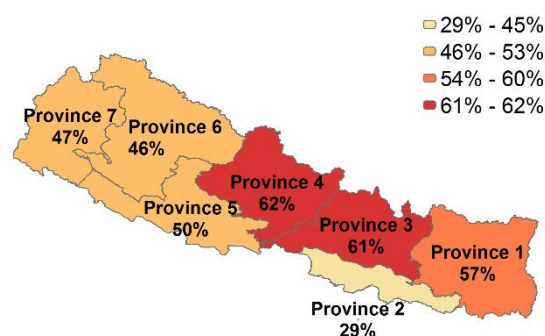 29% - 45%
46% - 53%
54% - 60%
61% - 62%
Province 7
47%
Province 6
46%
Province 5
50%
Province 4
62%
Province 3
61%
Province 1
57%
Province 2
29%